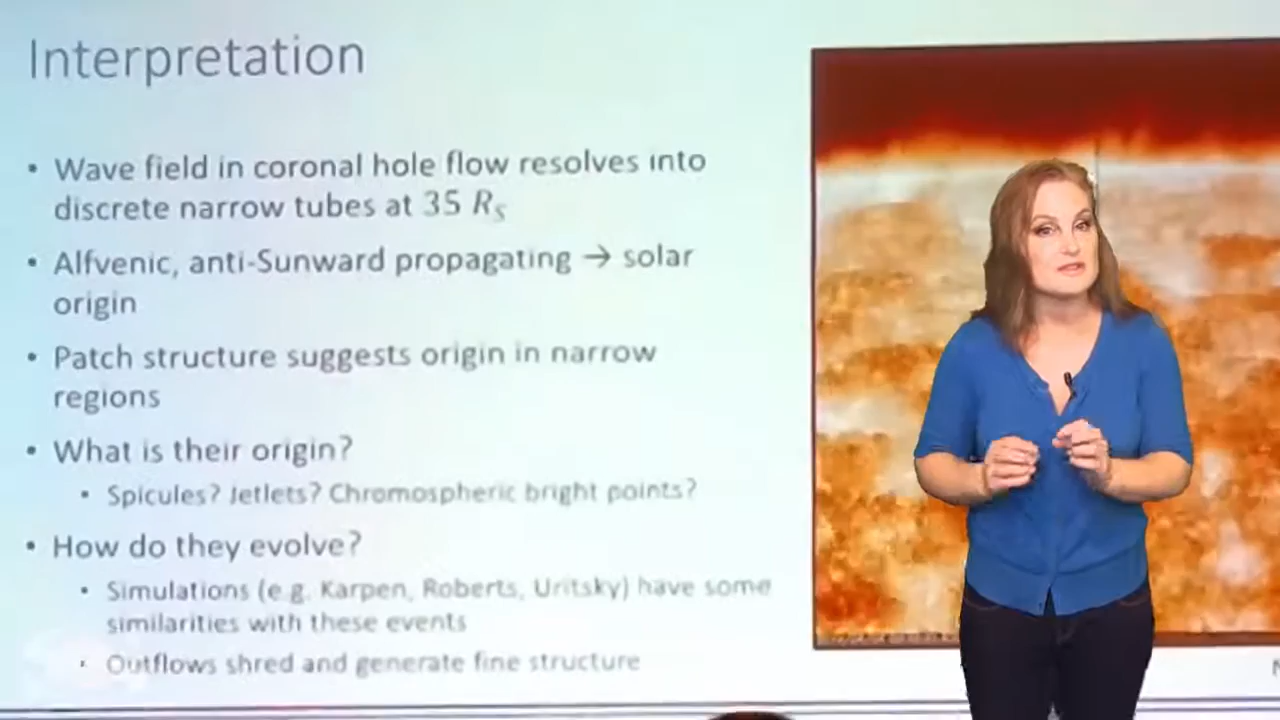 Interpretation
• Wave field in coronal hole flow resolves into
discrete narrow tubes at 35 R_S
• Alfvenic, anti-Sunward propagating → solar
origin
• Patch structure suggests origin in narrow
regions
• What is their origin?
• Spicules? Jetlets? Chromospheric bright points?
• How do they evolve?
• Simulations (e.g. Karpen, Roberts, Uritsky) have some
similarities with these events
• Outflows shred and generate fine structure